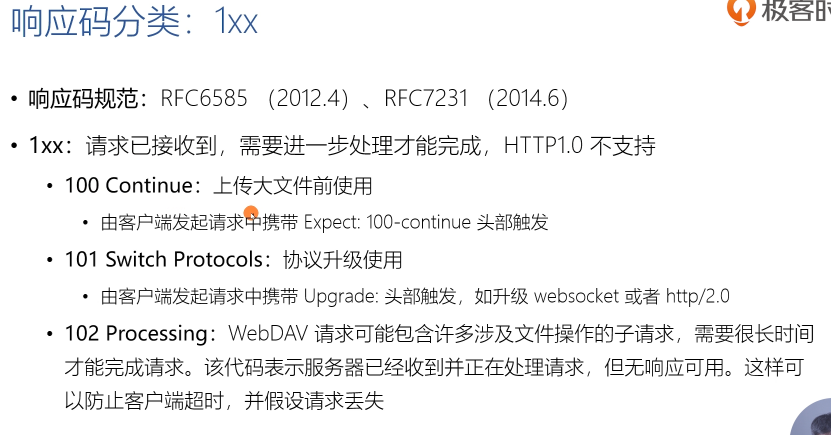 响应码分类：1xx
极客时
• 响应码规范：RFC6585 （2012.4）、RFC7231 （2014.6）
• 1xx：请求已接收到，需要进一步处理才能完成，HTTP1.0 不支持
• 100 Continue：上传大文件前使用
• 由客户端发起请求中携带 Expect: 100-continue 头部触发
• 101 Switch Protocols：协议升级使用
• 由客户端发起请求中携带 Upgrade: 头部触发，如升级 websocket 或者 http/2.0
• 102 Processing：WebDAV 请求可能包含许多涉及文件操作的子请求，需要很长时间
才能完成请求。该代码表示服务器已经收到并正在处理请求，但无响应可用。这样可
以防止客户端超时，并假设请求丢失